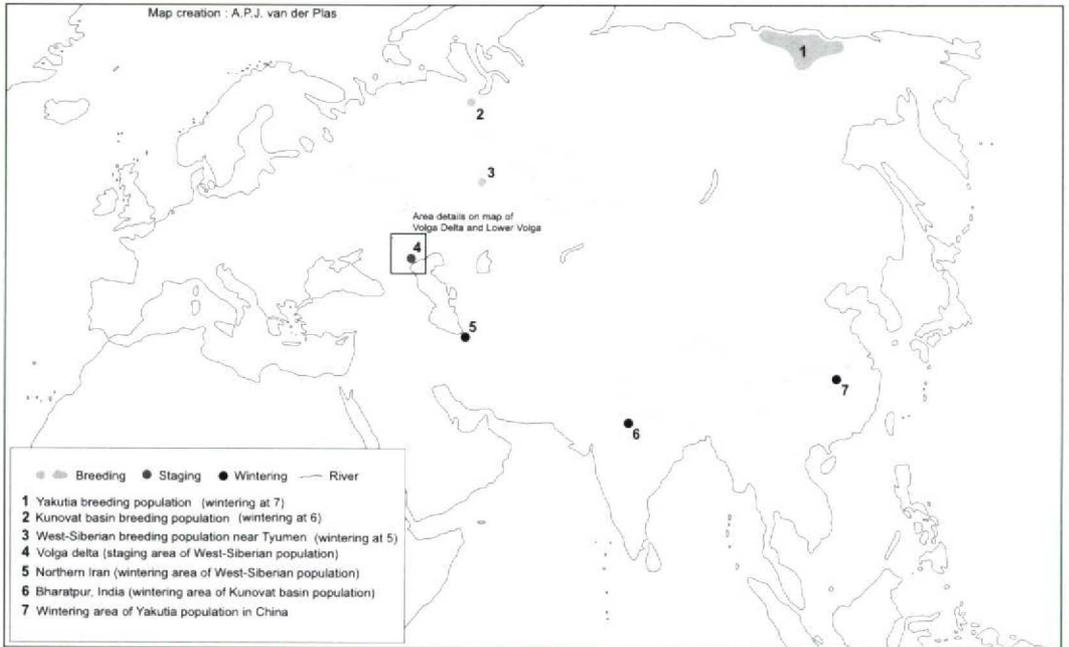 Map creation : A.P.J. van der Plas
1
2
3
Area details on map of
Volga Delta and Lower Volga
4
5
7
6
Breeding Staging Wintering River
1 Yakutia breeding population (wintering at 7)
2 Kunovat basin breeding population (wintering at 6)
3 West-Siberian breeding population near Tyumen (wintering at 5)
4 Volga delta (staging area of West-Siberian population)
5 Northern Iran (wintering area of West-Siberian population)
6 Bharatpur, India (wintering area of Kunovat basin population)
7 Wintering area of Yakutia population in China